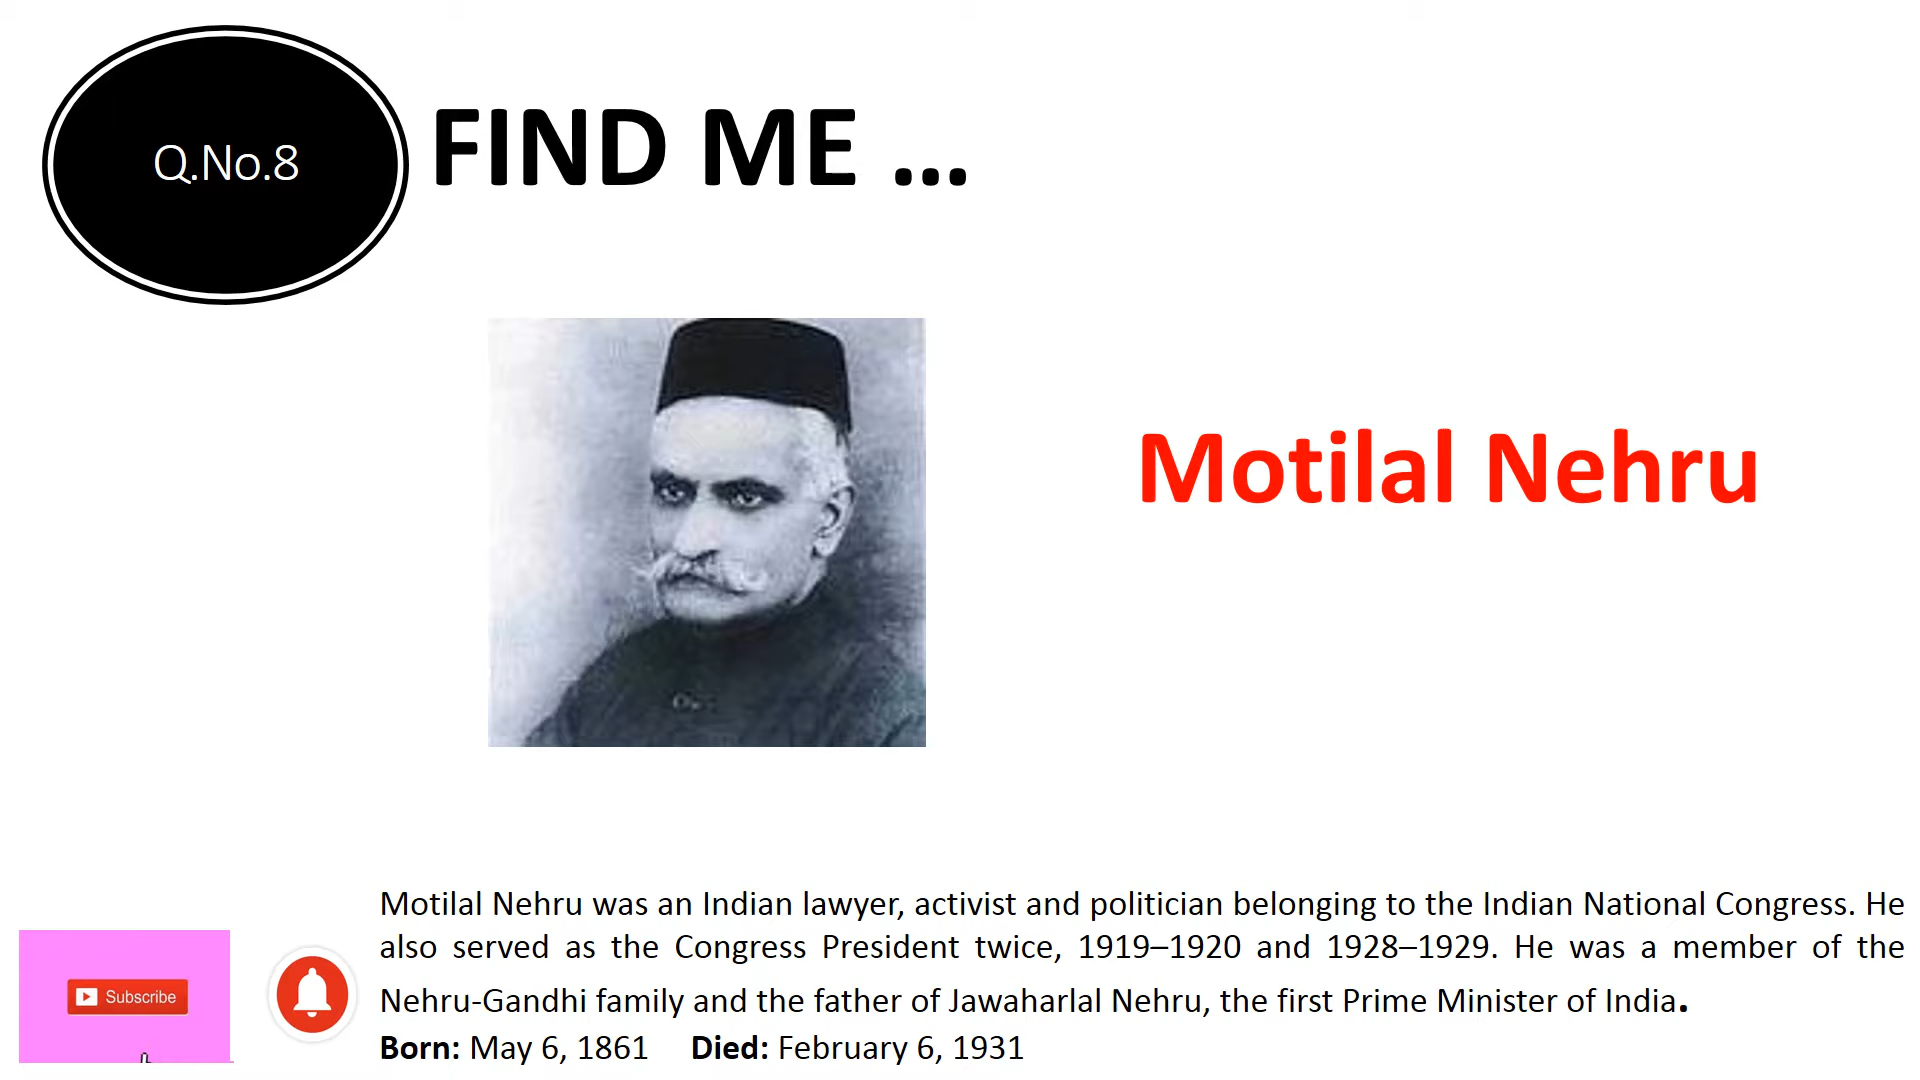 Q.No.8
FIND ME ...
Motilal Nehru
Motilal Nehru was an Indian lawyer, activist and politician belonging to the Indian National Congress. He
also served as the Congress President twice, 1919–1920 and 1928–1929. He was a member of the
Nehru-Gandhi family and the father of Jawaharlal Nehru, the first Prime Minister of India.
Born: May 6, 1861 Died: February 6, 1931
Subscribe